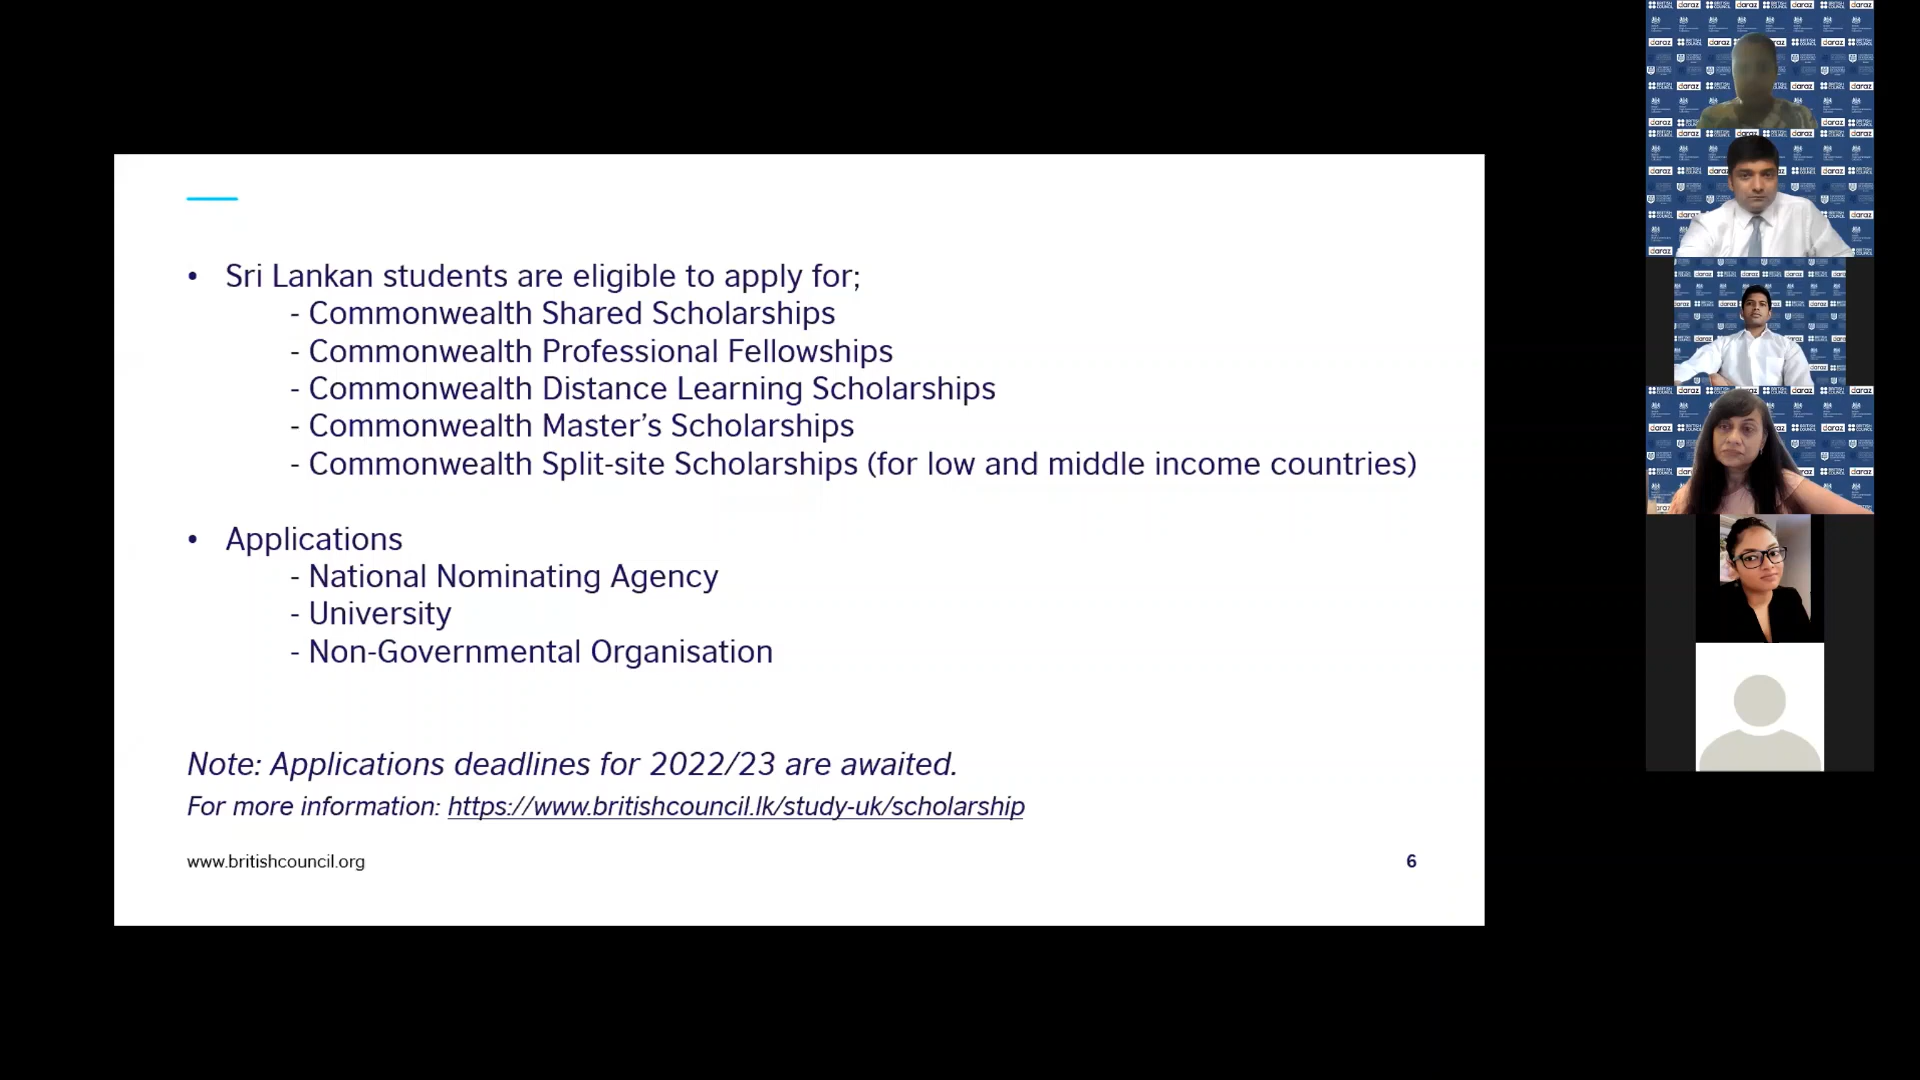 • Sri Lankan students are eligible to apply for;
- Commonwealth Shared Scholarships
- Commonwealth Professional Fellowships
- Commonwealth Distance Learning Scholarships
- Commonwealth Master’s Scholarships
- Commonwealth Split-site Scholarships (for low and middle income countries)
• Applications
- National Nominating Agency
- University
- Non-Governmental Organisation
Note: Applications deadlines for 2022/23 are awaited.
For more information: https://www.britishcouncil.lk/study-uk/scholarship
www.britishcouncil.org
6
BRITISH COUNCIL
daraz